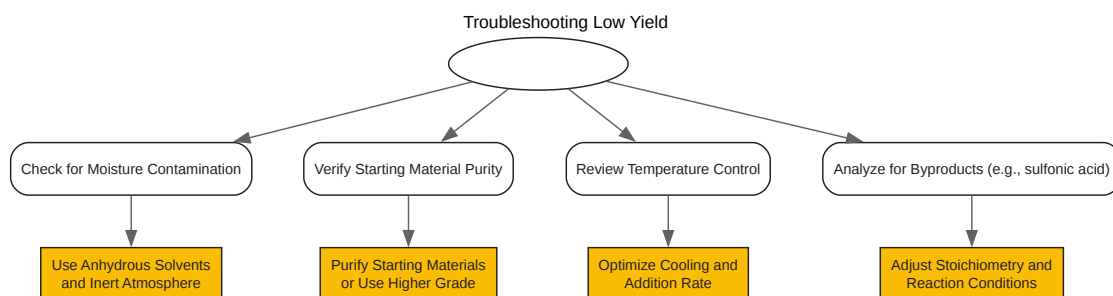 Troubleshooting Low Yield
Check for Moisture Contamination
Verify Starting Material Purity
Review Temperature Control
Analyze for Byproducts (e.g., sulfonic acid)
Use Anhydrous Solvents
and Inert Atmosphere
Purify Starting Materials
or Use Higher Grade
Optimize Cooling and
Addition Rate
Adjust Stoichiometry and
Reaction Conditions